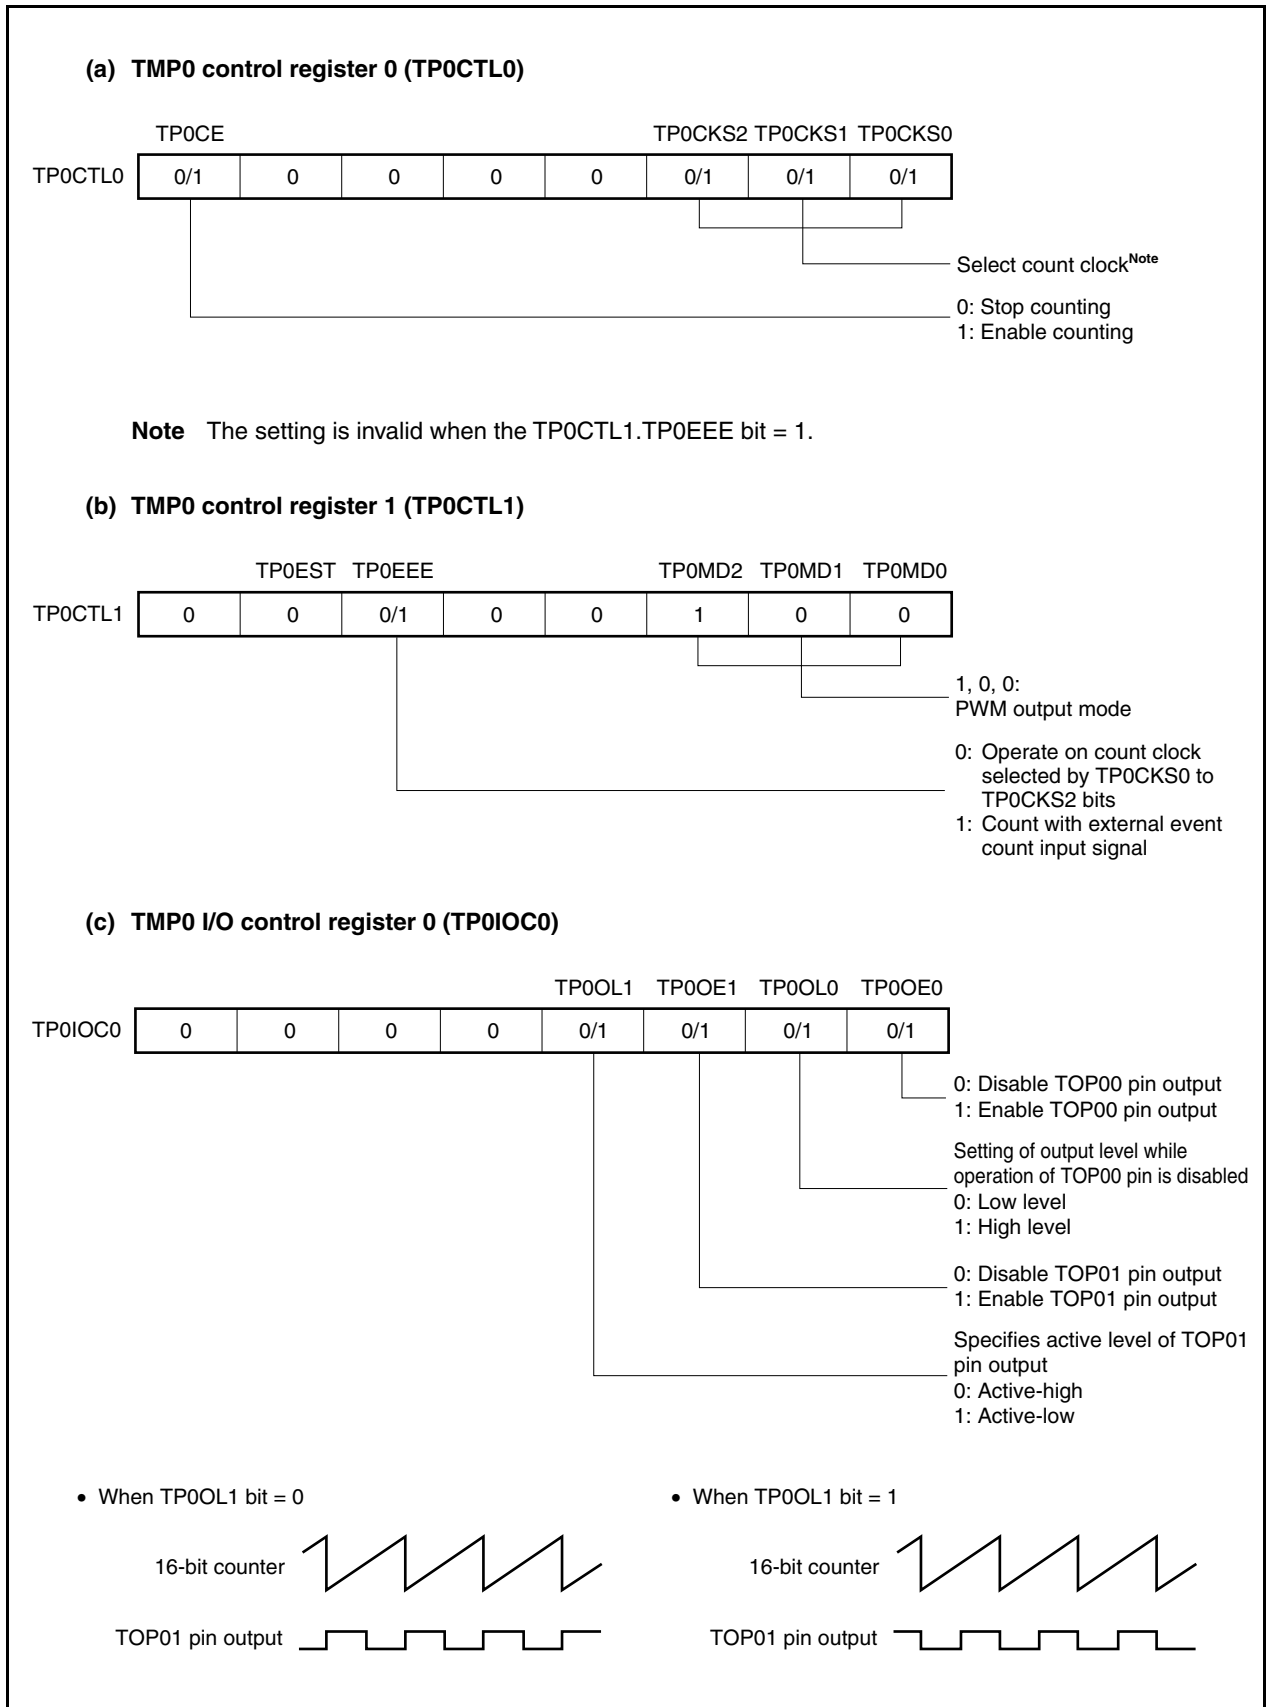 (a) TMP0 control register 0 (TP0CTL0)
TP0CE TP0CKS2 TP0CKS1 TP0CKS0
TP0CTL0 0/1 0 0 0 0 0/1 0/1 0/1
Select count clockNote
0: Stop counting
1: Enable counting
Note The setting is invalid when the TP0CTL1.TP0EEE bit = 1.
(b) TMP0 control register 1 (TP0CTL1)
TP0EST TP0EEE TP0MD2 TP0MD1 TP0MD0
TP0CTL1 0 0 0/1 0 0 1 0 0
1, 0, 0:
PWM output mode
0: Operate on count clock
selected by TP0CKS0 to
TP0CKS2 bits
1: Count with external event
count input signal
(c) TMP0 I/O control register 0 (TP0IOC0)
TP0OL1 TP0OE1 TP0OL0 TP0OE0
TP0IOC0 0 0 0 0 0/1 0/1 0/1 0/1
0: Disable TOP00 pin output
1: Enable TOP00 pin output
Setting of output level while
operation of TOP00 pin is disabled
0: Low level
1: High level
0: Disable TOP01 pin output
1: Enable TOP01 pin output
Specifies active level of TOP01
pin output
0: Active-high
1: Active-low
• When TP0OL1 bit = 0
16-bit counter
TOP01 pin output
• When TP0OL1 bit = 1
16-bit counter
TOP01 pin output